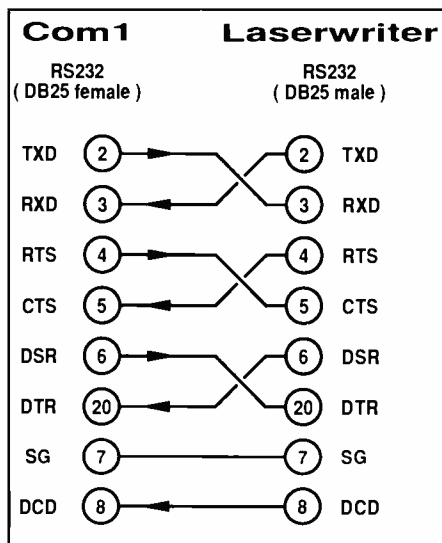 Com1 Laserwriter
RS232 RS232
( DB25 female ) ( DB25 male )
TXD 2 2 TXD
RXD 3 3 RXD
RTS 4 4 RTS
CTS 5 5 CTS
DSR 6 6 DSR
DTR 20 20 DTR
SG 7 7 SG
DCD 8 8 DCD